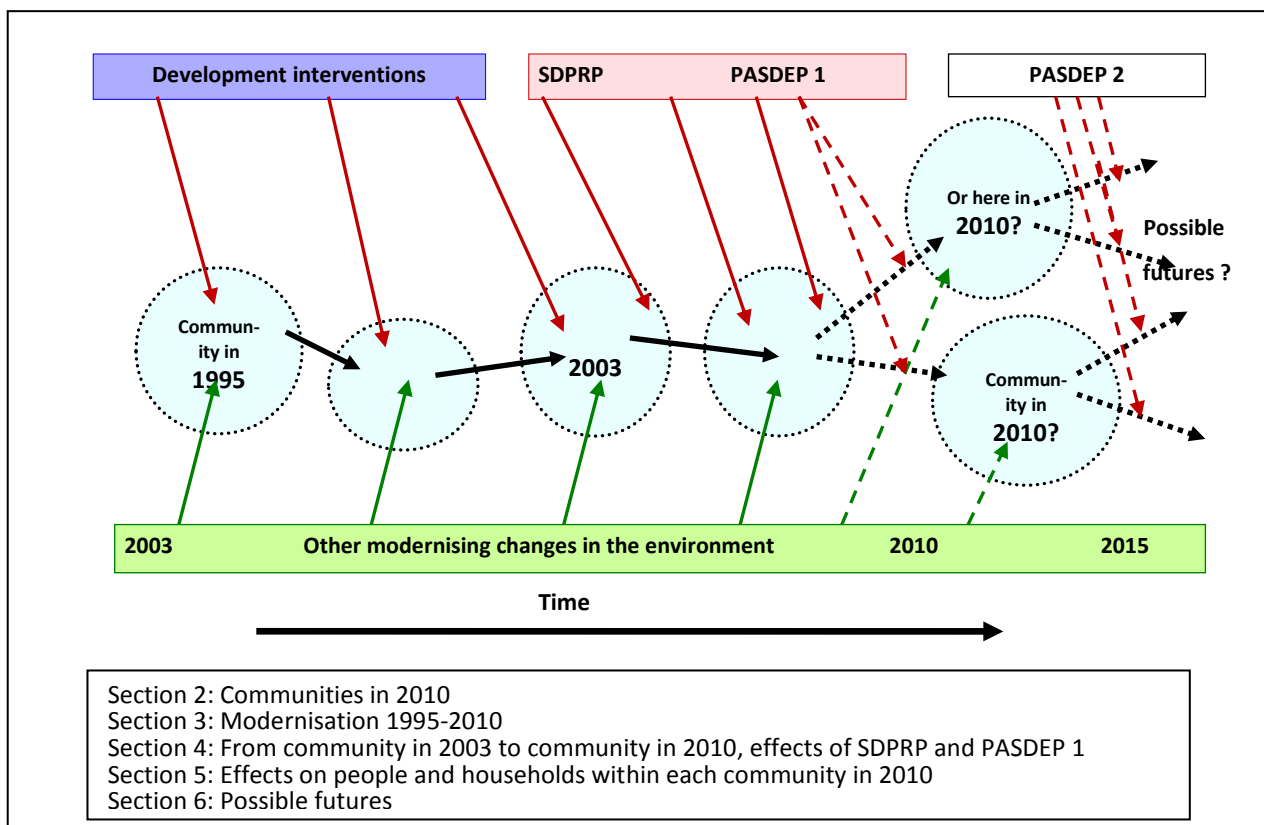 Development interventions
SDPRP PASDEP 1
PASDEP 2
Or here in
2010?
Possible
futures ?
Commun-
ity in
1995
2003
Commun-
ity in
2010?
2003 Other modernising changes in the environment 2010 2015
Time
Section 2: Communities in 2010
Section 3: Modernisation 1995-2010
Section 4: From community in 2003 to community in 2010, effects of SDPRP and PASDEP 1
Section 5: Effects on people and households within each community in 2010
Section 6: Possible futures